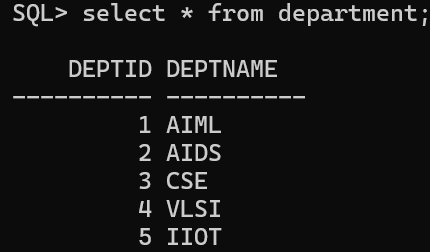 SQL> select * from department;
DEPTID DEPTNAME
---------- ----------
1 AIML
2 AIDS
3 CSE
4 VLSI
5 IIOT